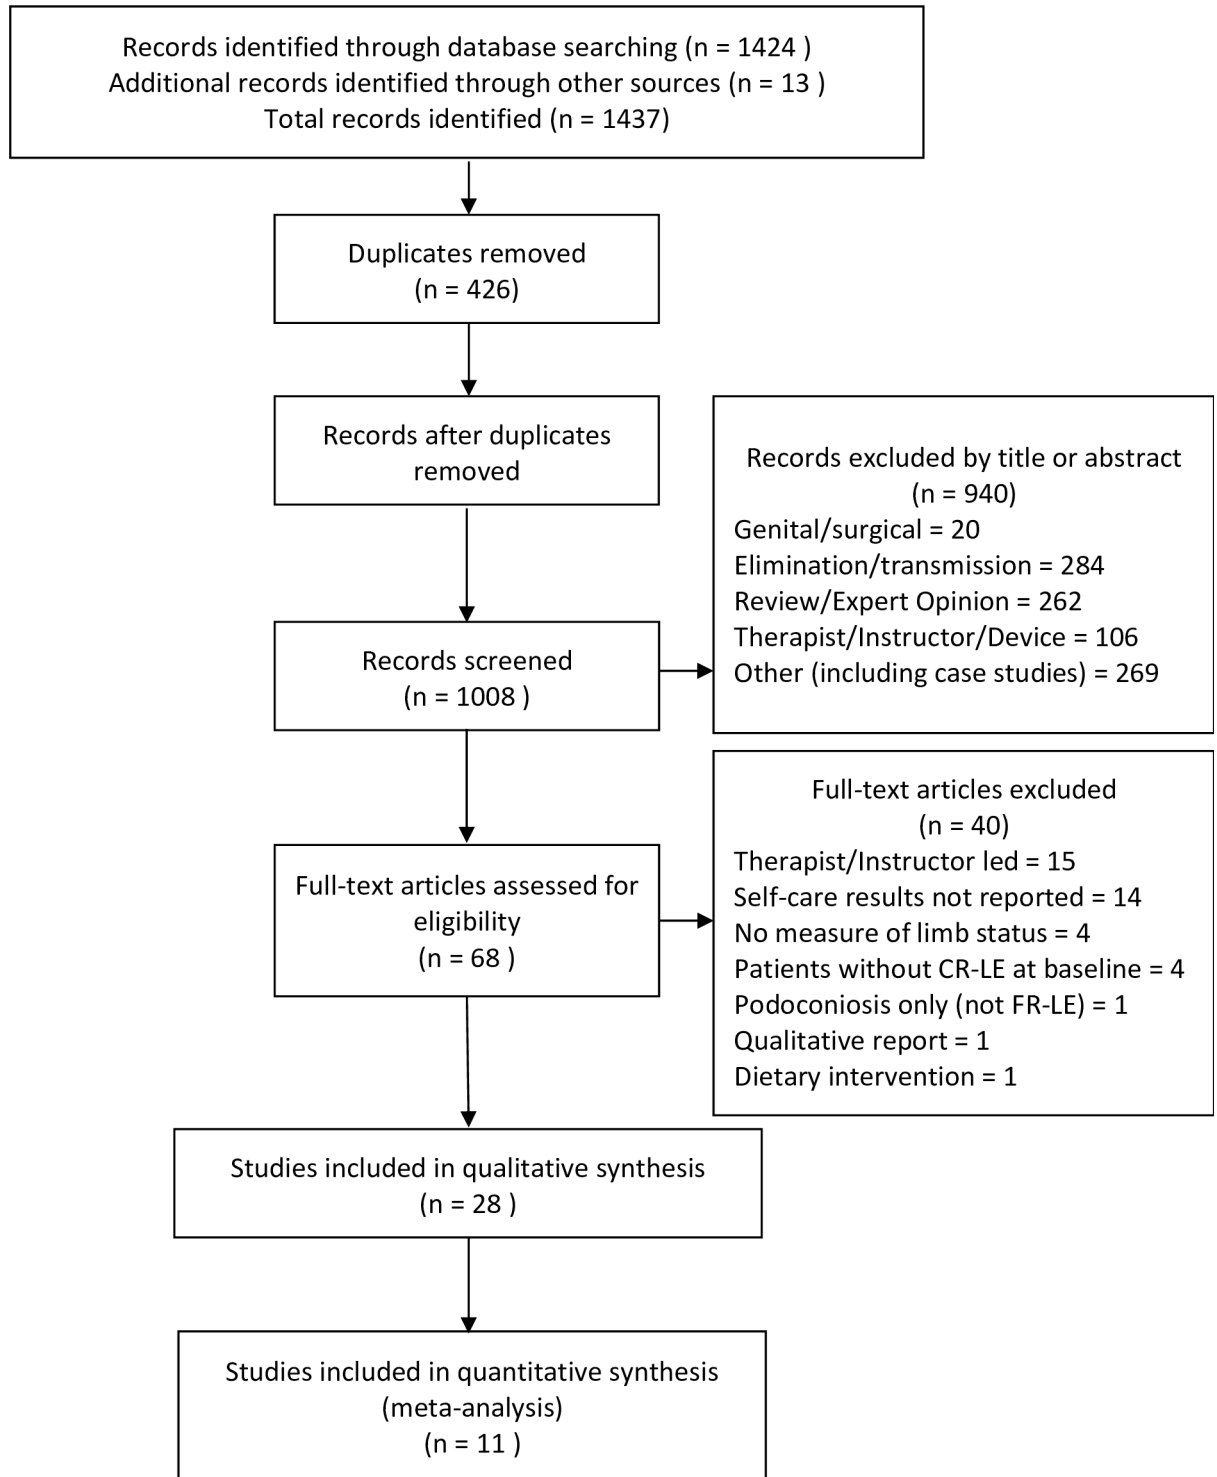 Records identified through database searching (n = 1424 )
Additional records identified through other sources (n = 13 )
Total records identified (n = 1437)
Duplicates removed
(n = 426)
Records after duplicates
removed
Records excluded by title or abstract
(n = 940)
Genital/surgical = 20
Elimination/transmission = 284
Review/Expert Opinion = 262
Therapist/Instructor/Device = 106
Other (including case studies) = 269
Records screened
(n = 1008 )
Full-text articles excluded
(n = 40)
Therapist/Instructor led = 15
Self-care results not reported = 14
No measure of limb status = 4
Patients without CR-LE at baseline = 4
Podoconiosis only (not FR-LE) = 1
Qualitative report = 1
Dietary intervention = 1
Full-text articles assessed for
eligibility
(n = 68 )
Studies included in qualitative synthesis
(n = 28 )
Studies included in quantitative synthesis
(meta-analysis)
(n = 11 )